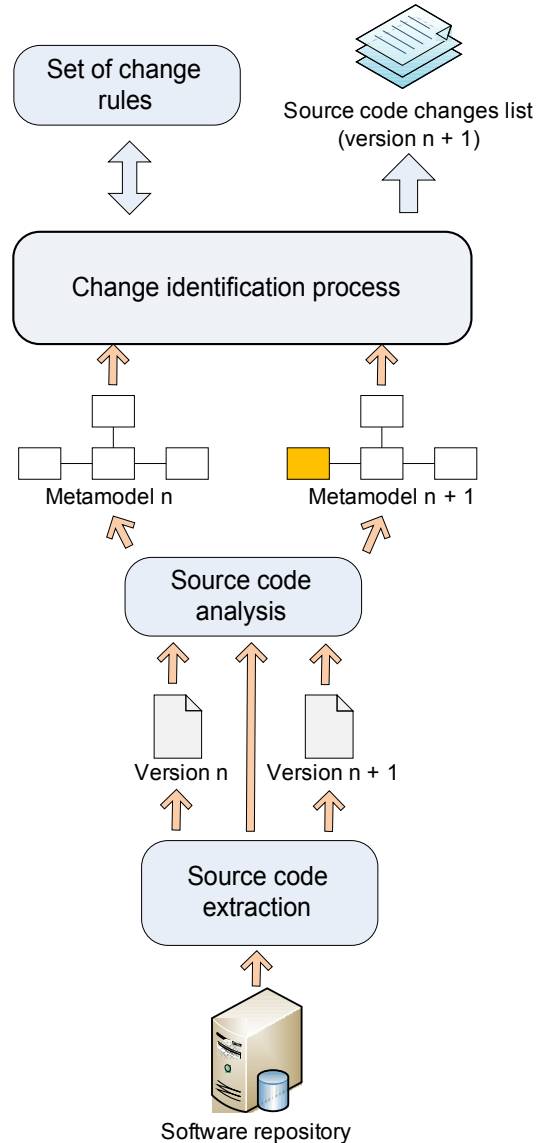 Set of change
rules
Source code changes list
(version n + 1)
Change identification process
Metamodel n
Metamodel n + 1
Source code
analysis
Version n
Version n + 1
Source code
extraction
Software repository